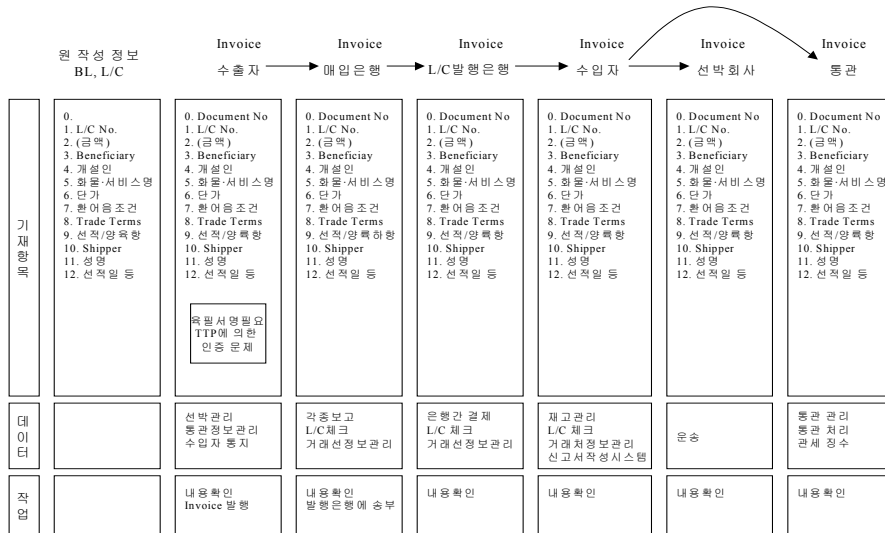 원 작성 정보
BL, L/C
Invoice
수출자
Invoice
매입은행
Invoice
L/C발행은행
Invoice
수입자
Invoice
선박회사
Invoice
통관
기재항목
0.
1. L/C No.
2. (금액)
3. Beneficiary
4. 개설인
5. 화물·서비스명
6. 단가
7. 환어음조건
8. Trade Terms
9. 선적/양육항
10. Shipper
11. 성명
12. 선적일 등
0. Document No
1. L/C No.
2. (금액)
3. Beneficiary
4. 개설인
5. 화물·서비스명
6. 단가
7. 환어음조건
8. Trade Terms
9. 선적/양륙항
10. Shipper
11. 성명
12. 선적일 등
육필서명필요
TTP에 의한
인증 문제
0. Document No
1. L/C No.
2. (금액)
3. Beneficiay
4. 개설인
5. 화물·서비스명
6. 단가
7. 환어음조건
8. Trade Terms
9. 선적/양륙하항
10. Shipper
11. 성명
12. 선적일 등
0. Document No
1. L/C No.
2. (금액)
3. Beneficiary
4. 개설인
5. 화물·서비스명
6. 단가
7. 환어음조건
8. Trade Terms
9. 선적/양륙항
10. Shipper
11. 성명
12. 선적일 등
0. Document No
1. L/C No.
2. (금액)
3. Beneficiary
4. 개설인
5. 화물·서비스명
6. 단가
7. 환어음조건
8. Trade Terms
9. 선적/양륙항
10. Shipper
11. 성명
12. 선적일 등
0. Document No
1. L/C No.
2. (금액)
3. Beneficiary
4. 개설인
5. 화물·서비스명
6. 단가
7. 환어음조건
8. Trade Terms
9. 선적/양륙항
10. Shipper
11. 성명
12. 선적일 등
0. Document No
1. L/C No.
2. (금액)
3. Beneficiary
4. 개설인
5. 화물·서비스명
6. 단가
7. 환어음조건
8. Trade Terms
9. 선적/양륙항
10. Shipper
11. 성명
12. 선적일 등
데이터
선박관리
통관정보관리
수입자 통지
각종보고
L/C체크
거래선정보관리
은행간 결제
L/C 체크
거래선정보관리
재고관리
L/C 체크
거래처정보관리
신고서작성시스템
운송
통관 관리
통관 처리
관세 징수
작업
내용확인
Invoice 발행
내용확인
발행은행에 송부
내용확인
내용확인
내용확인
내용확인